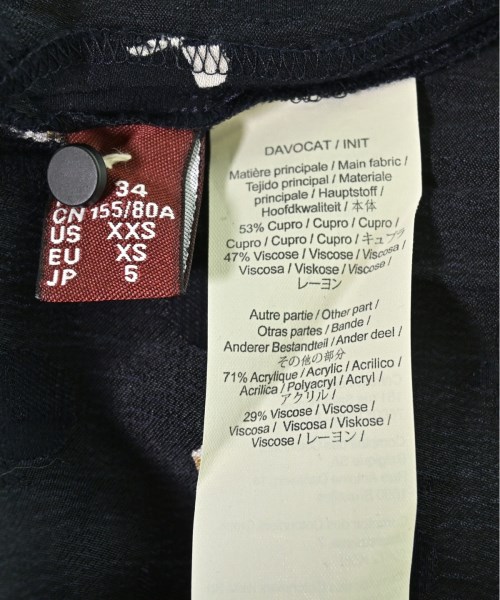 34
CN 155/80A
US XXS
EU XS
JP 5
DAVOCAT / INIT
Matière principale / Main fabric /
Tejido principal / Materiale
principale / Hauptstoff /
Hoofdkwaliteit / 本体
53% Cupro / Cupro / Cupro /
Cupro / Cupro / Cupro / キュプラ
47% Viscose / Viscose / Viscosa /
Viscosa / Viskose / Viscose /
レーヨン /
Autre partie / Other part /
Otras partes / Bande /
Anderer Bestandteil / Ander deel /
その他の部分
71% Acrylique / Acrylic / Acrilico /
Acrilica / Polyacryl / Acryl /
アクリル /
29% Viscose / Viscose /
Viscosa / Viscosa / Viskose /
Viscose / レーヨン /